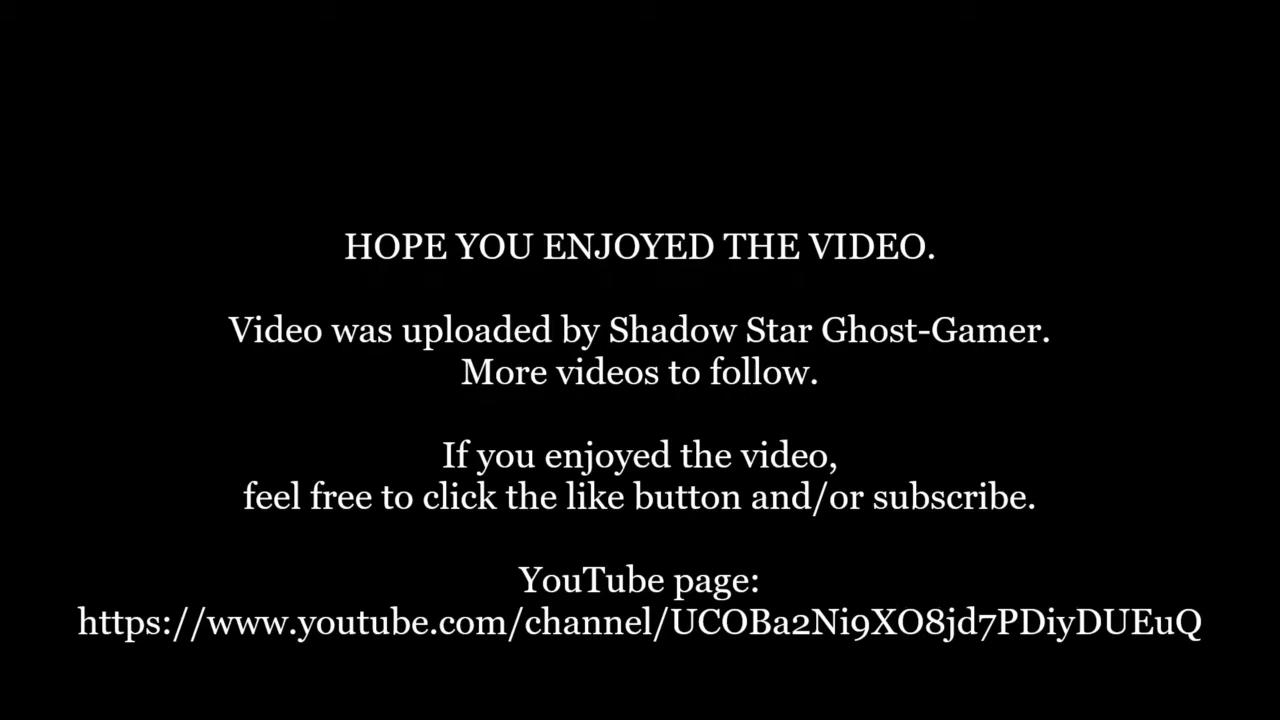 HOPE YOU ENJOYED THE VIDEO.
Video was uploaded by Shadow Star Ghost-Gamer.
More videos to follow.
If you enjoyed the video,
feel free to click the like button and/or subscribe.
YouTube page:
https://www.youtube.com/channel/UCOBa2Ni9XO8jd7PDiyDUEuQ